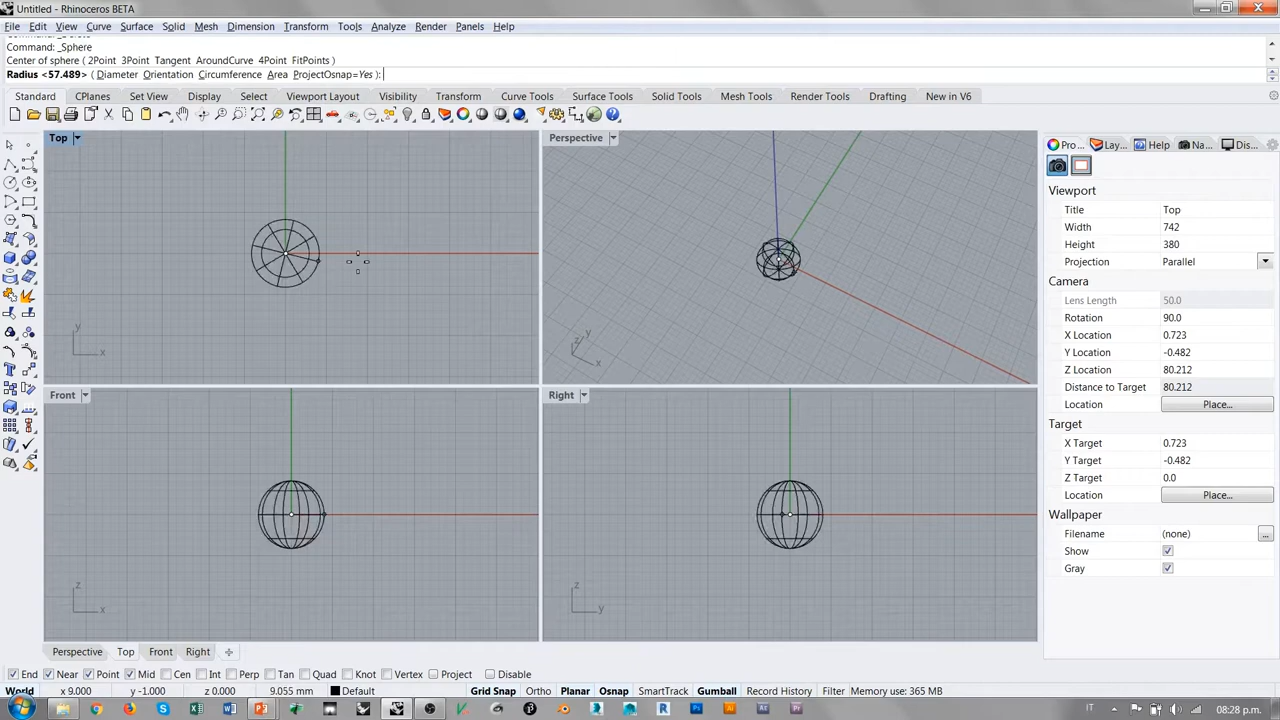 Untitled - Rhinoceros BETA
File Edit View Curve Surface Solid Mesh Dimension Transform Tools Analyze Render Panels Help
Command: _Sphere
Center of sphere ( 2Point 3Point Tangent AroundCurve 4Point FitPoints )
Radius <57.489> ( Diameter Orientation Circumference Area ProjectOsnap=Yes ):
Standard CPlanes Set View Display Select Viewport Layout Visibility Transform Curve Tools Surface Tools Solid Tools Mesh Tools Render Tools Drafting New in V6
Top
Perspective
Pro... Lay... Help Na... Dis...
Viewport
Title Top
Width 742
Height 380
Projection Parallel
Camera
Lens Length 50.0
Rotation 90.0
X Location 0.723
Y Location -0.482
Z Location 80.212
Distance to Target 80.212
Location Place...
Target
X Target 0.723
Y Target -0.482
Z Target 0.0
Location Place...
Wallpaper
Filename (none) ...
Show
Gray
y x
z y x
Front
Right
z x
z y
Perspective Top Front Right
End Near Point Mid Cen Int Perp Tan Quad Knot Vertex Project Disable
World x 9.000 y -1.000 z 0.000 9.055 mm Default Grid Snap Ortho Planar Osnap SmartTrack Gumball Record History Filter Memory use: 365 MB
IT 08:28 p.m.